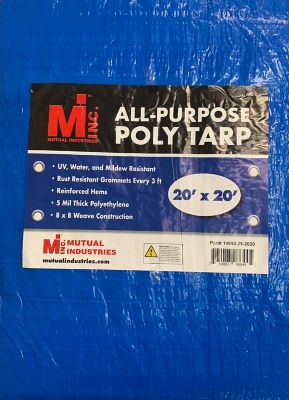 M INC.
MUTUAL INDUSTRIES
ALL-PURPOSE
POLY TARP
• UV, Water, and Mildew Resistant
• Rust Resistant Grommets Every 3 ft
• Reinforced Hems
• 5 Mil Thick Polyethylene
• 8 x 8 Weave Construction
20' x 20'
M INC.
MUTUAL
INDUSTRIES
mutualindustries.com